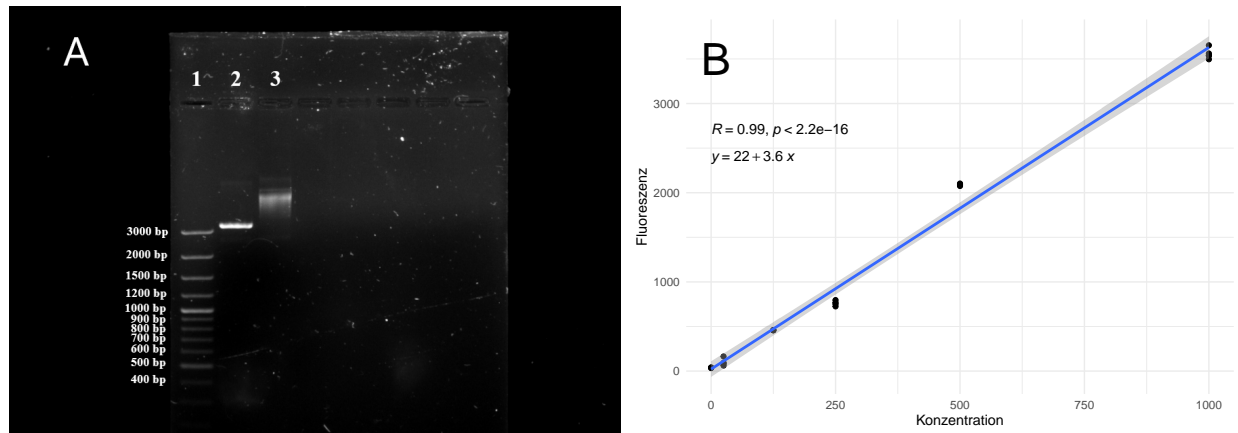 A
1 2 3
3000 bp
2000 bp
1500 bp
1200 bp
1000 bp
900 bp
800 bp
700 bp
600 bp
500 bp
400 bp
B
R = 0.99, p < 2.2e−16
y = 22 + 3.6 x
Fluoreszenz
3000
2000
1000
0
0 250 500 750 1000
Konzentration